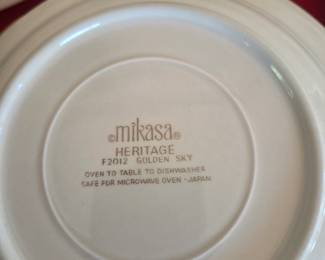 ©mikasa®
HERITAGE
F2012 GOLDEN SKY
OVEN TO TABLE TO DISHWASHER
SAFE FOR MICROWAVE OVEN-JAPAN